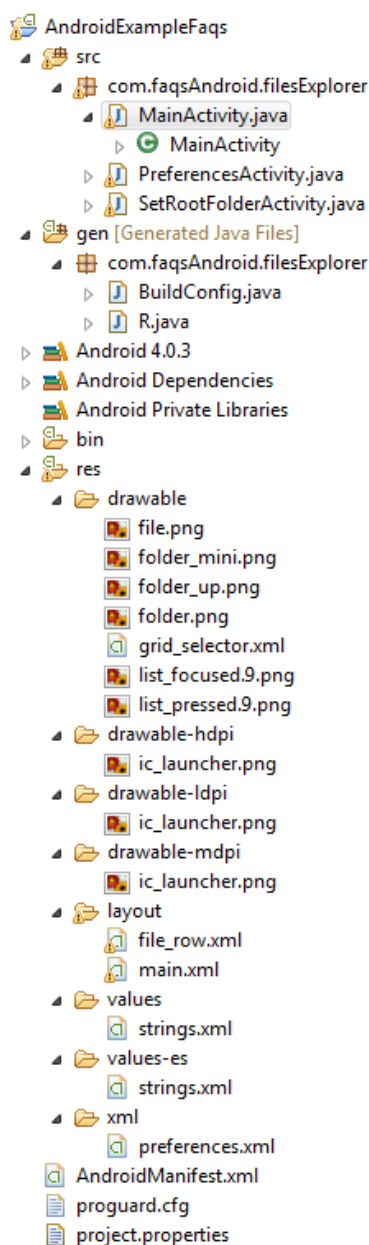 AndroidExampleFaqs
src
com.faqsAndroid.filesExplorer
MainActivity.java
MainActivity
PreferencesActivity.java
SetRootFolderActivity.java
gen [Generated Java Files]
com.faqsAndroid.filesExplorer
BuildConfig.java
R.java
Android 4.0.3
Android Dependencies
Android Private Libraries
bin
res
drawable
file.png
folder_mini.png
folder_up.png
folder.png
grid_selector.xml
list_focused.9.png
list_pressed.9.png
drawable-hdpi
ic_launcher.png
drawable-ldpi
ic_launcher.png
drawable-mdpi
ic_launcher.png
layout
file_row.xml
main.xml
values
strings.xml
values-es
strings.xml
xml
preferences.xml
AndroidManifest.xml
proguard.cfg
project.properties